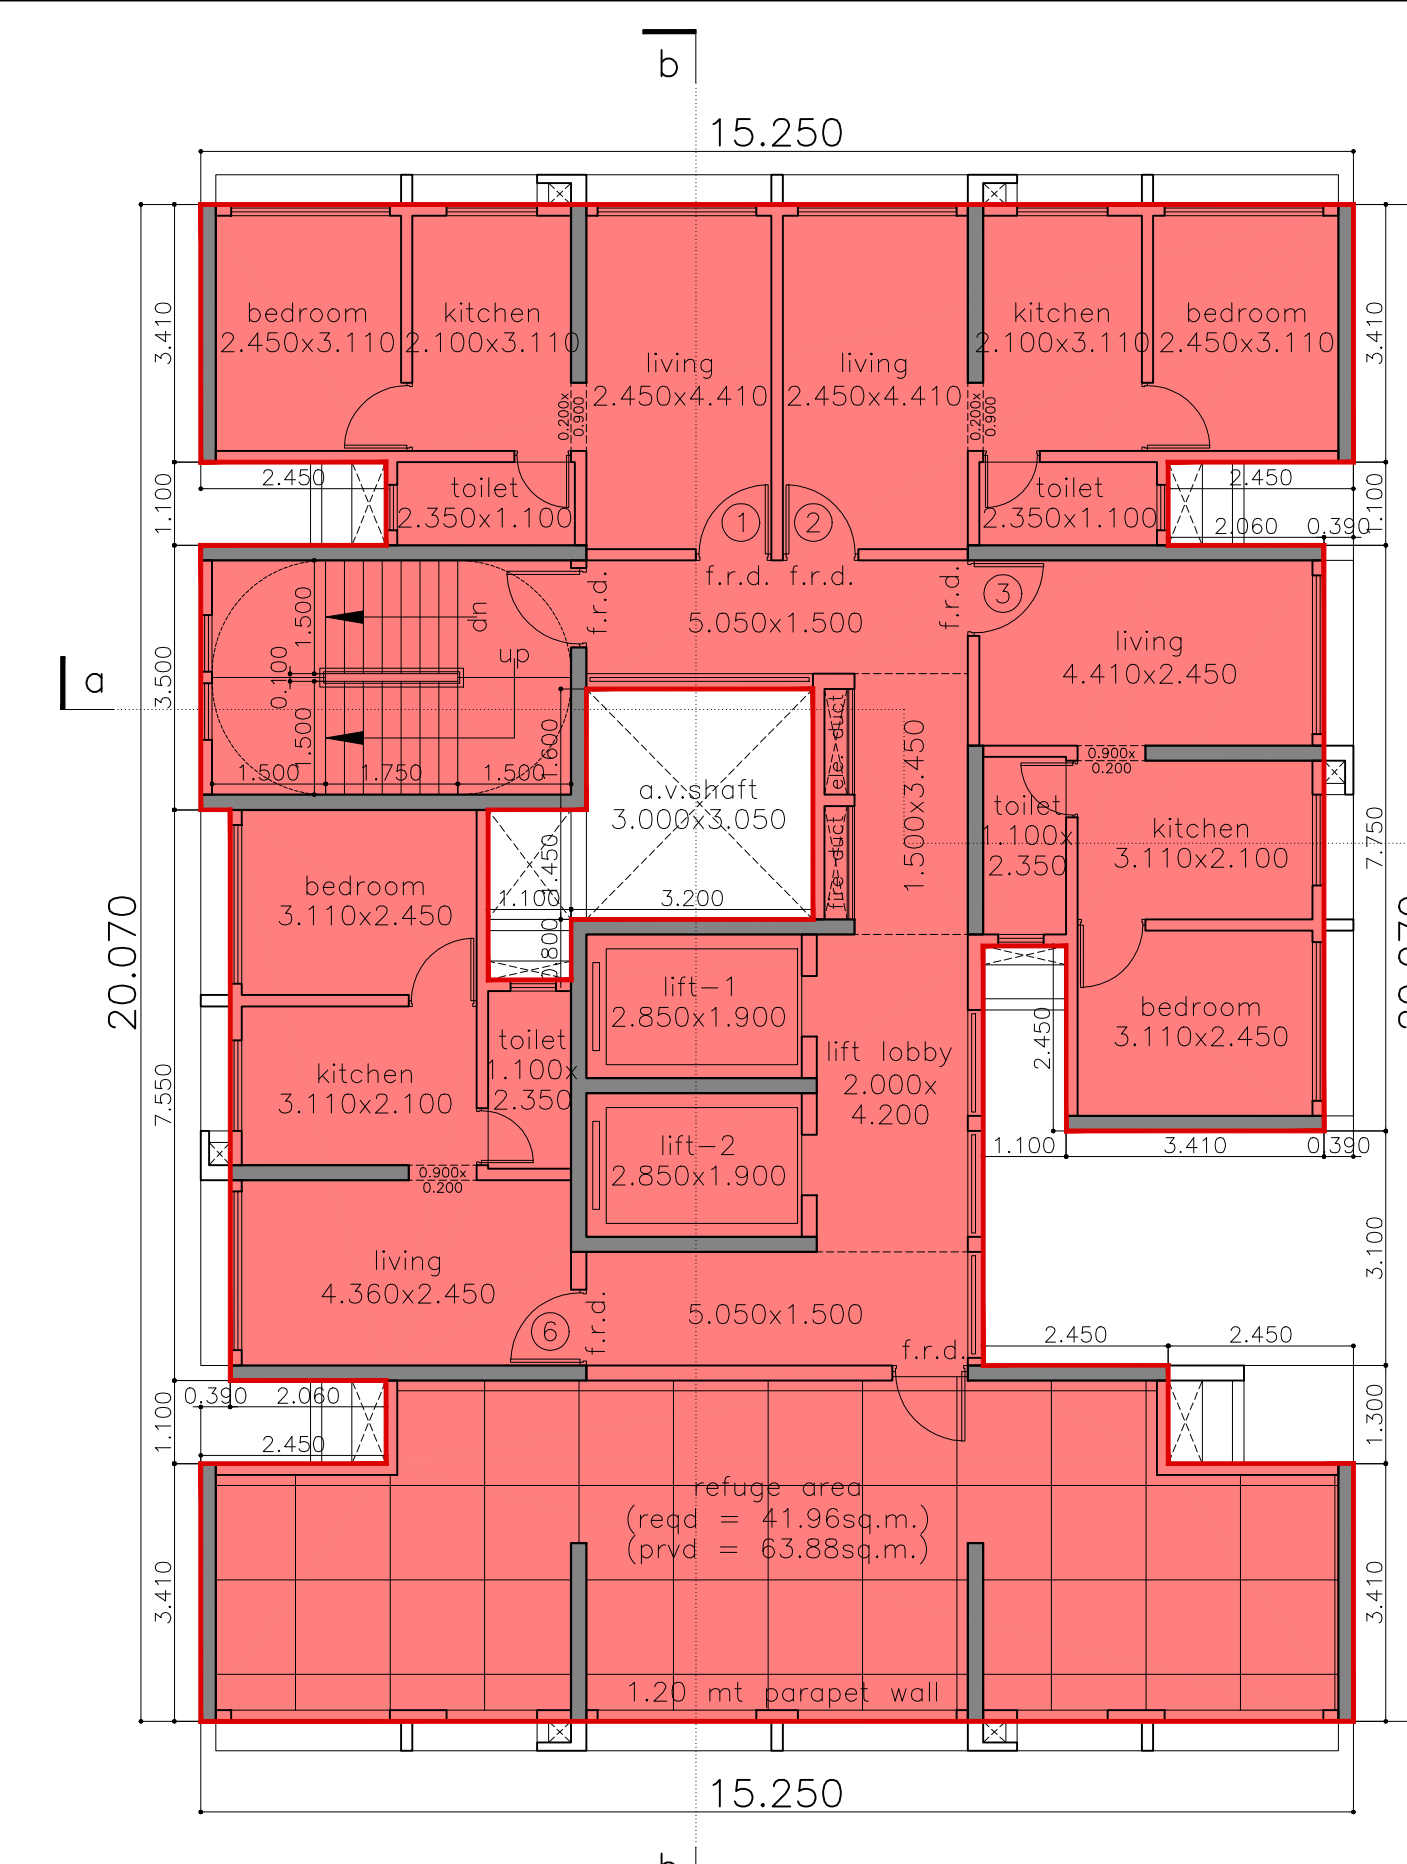 b
15.250
3.410
bedroom
2.450x3.110
kitchen
2.100x3.110
living
2.450x4.410
living
2.450x4.410
kitchen
2.100x3.110
bedroom
2.450x3.110
3.410
0.200x
0.900
0.200x
0.900
1.100
2.450
toilet
2.350x1.100
1
2
toilet
2.350x1.100
2.450
2.060
0.390
1.100
f.r.d.
f.r.d.
f.r.d.
f.r.d.
5.050x1.500
3
living
4.410x2.450
3.500
1.500
dn
up
0.100
1.500
1.500
1.750
1.500
1.600
a
a.v.shaft
3.000x3.050
ele. duct
fire duct
1.500x3.450
0.900x
0.200
toilet
1.100x
2.350
kitchen
3.110x2.100
7.750
20.070
bedroom
3.110x2.450
1.450
1.100
3.200
0.800
lift-1
2.850x1.900
lift lobby
2.000x
4.200
2.450
bedroom
3.110x2.450
20.070
7.550
kitchen
3.110x2.100
toilet
1.100x
2.350
lift-2
2.850x1.900
1.100
3.410
0.390
0.900x
0.200
living
4.360x2.450
6
f.r.d.
5.050x1.500
f.r.d.
3.100
2.450
2.450
0.390
2.060
1.100
2.450
1.300
refuge area
(reqd = 41.96sq.m.)
(prvd = 63.88sq.m.)
3.410
3.410
1.20 mt parapet wall
15.250
b